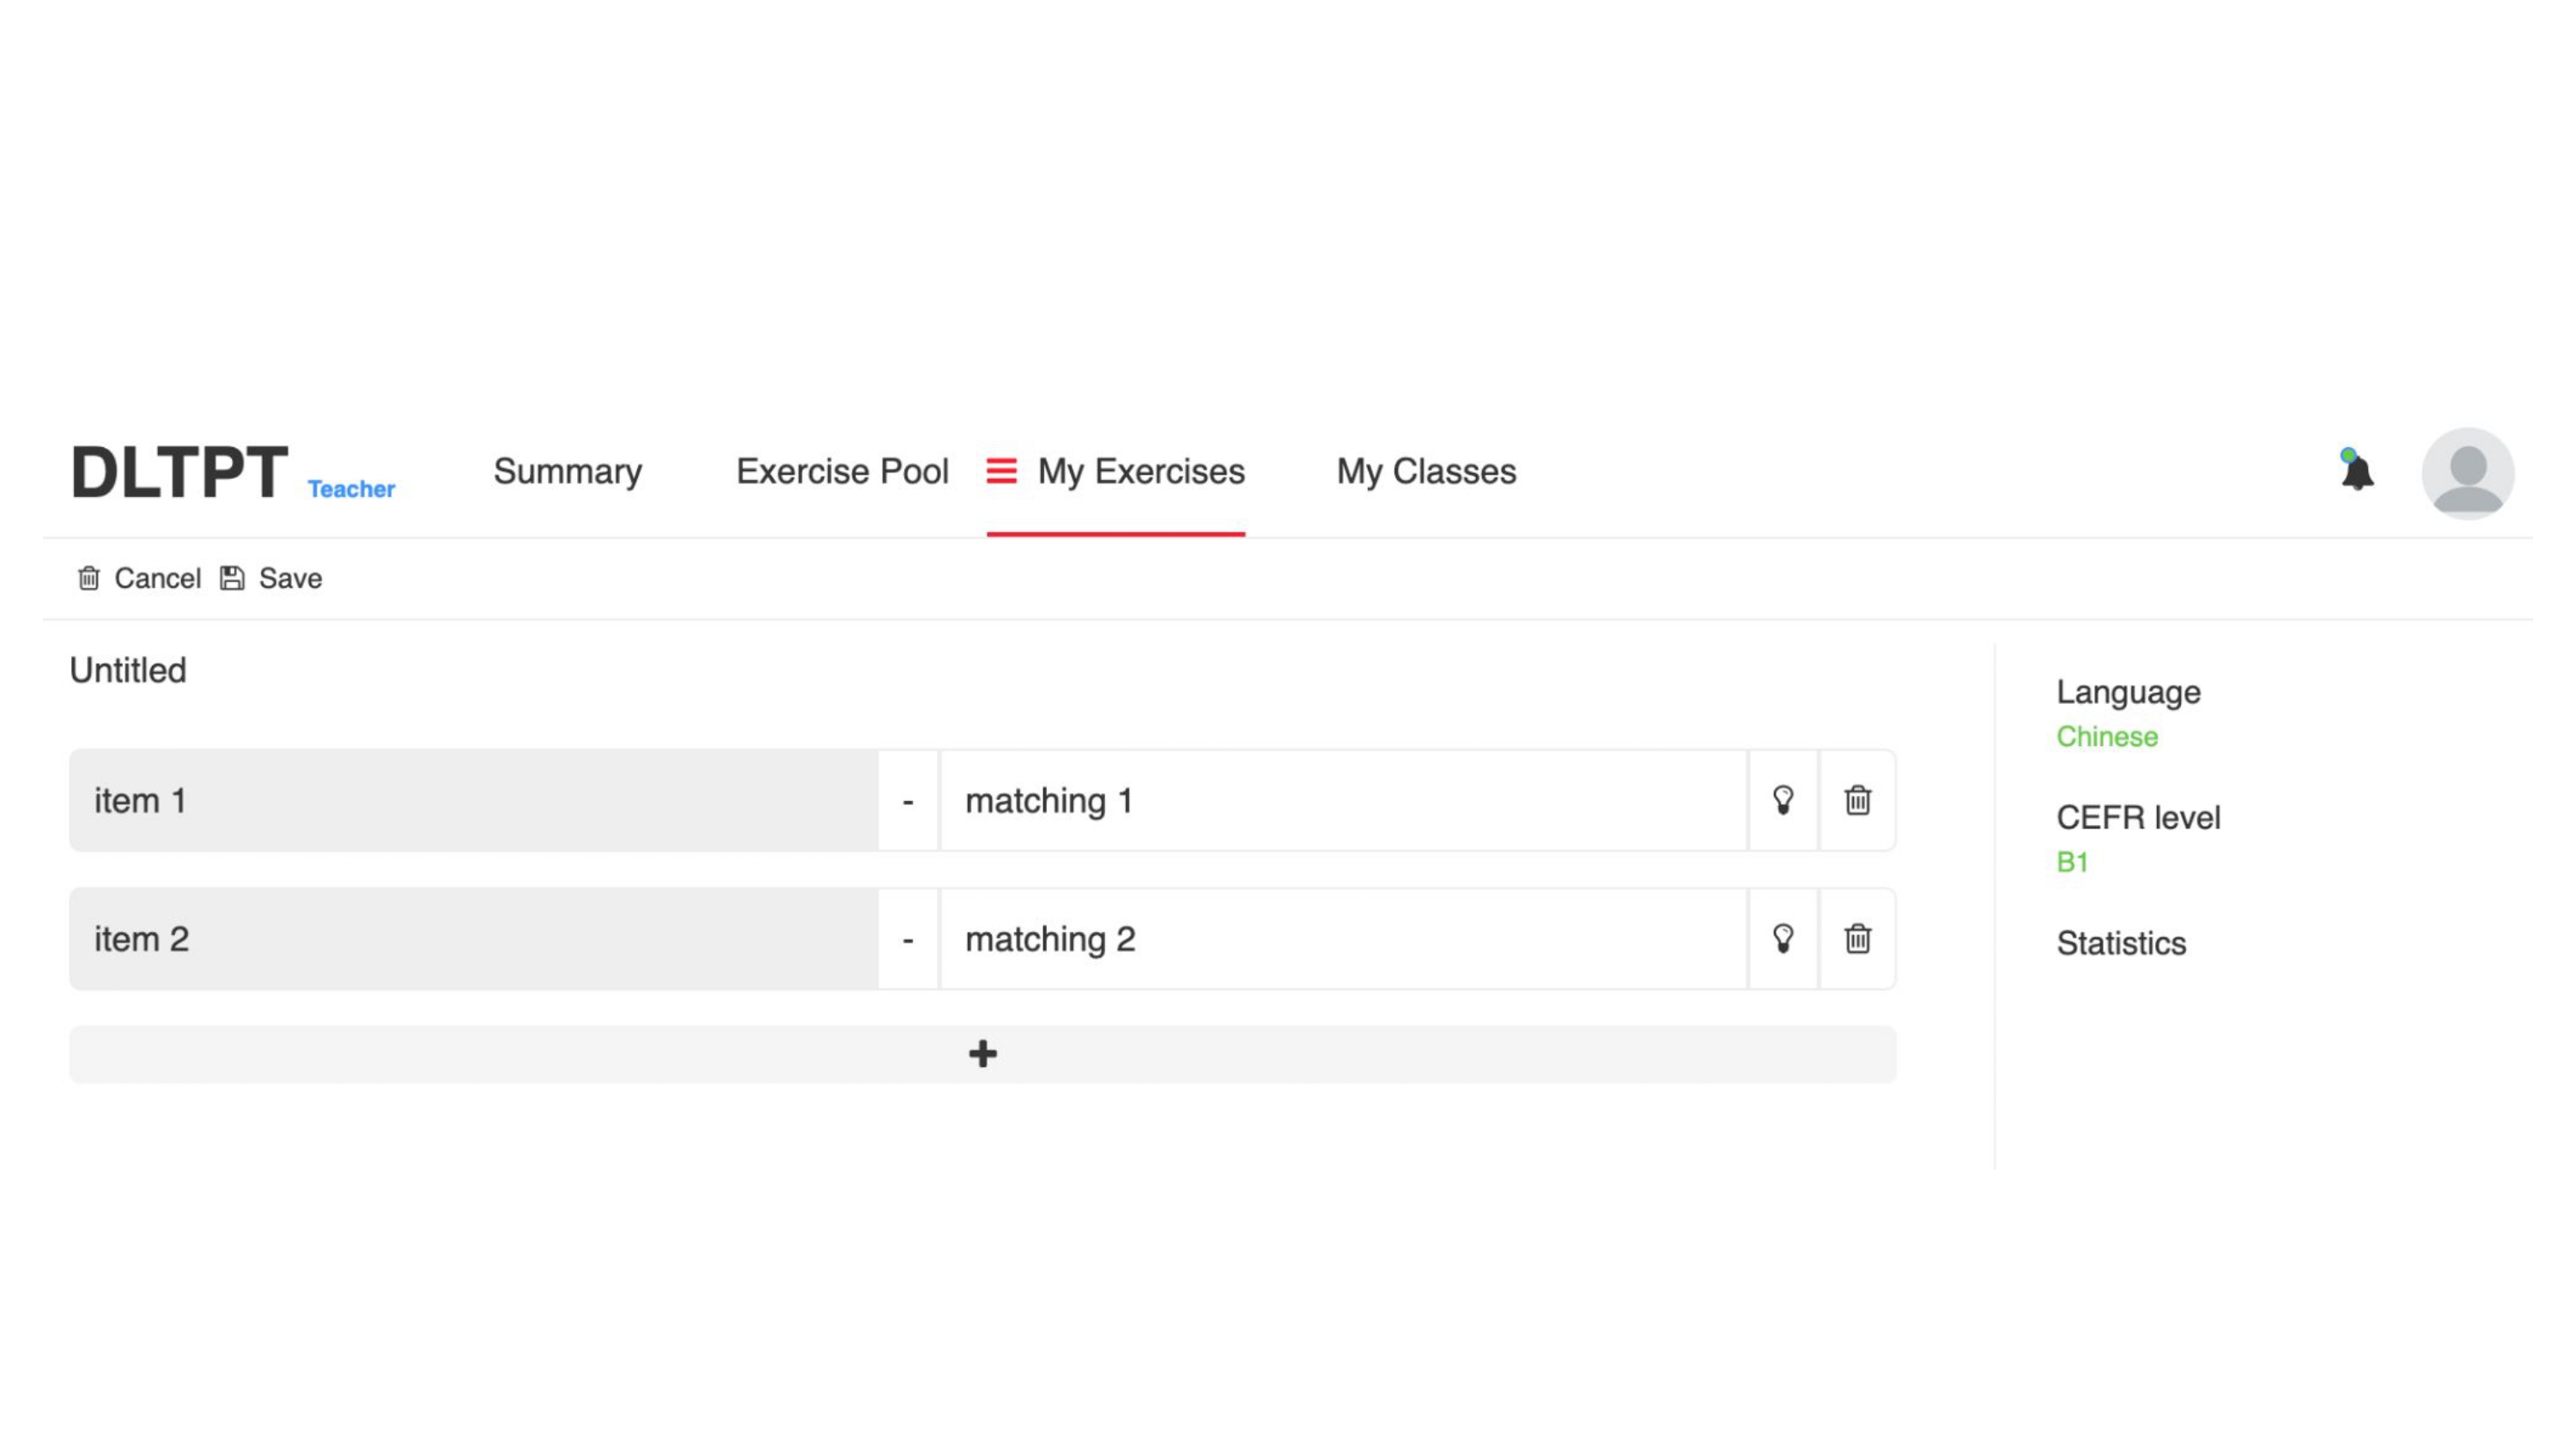 DLTPT Teacher Summary Exercise Pool My Exercises My Classes
Cancel Save
Untitled
item 1 - matching 1
item 2 - matching 2
Language
Chinese
CEFR level
B1
Statistics